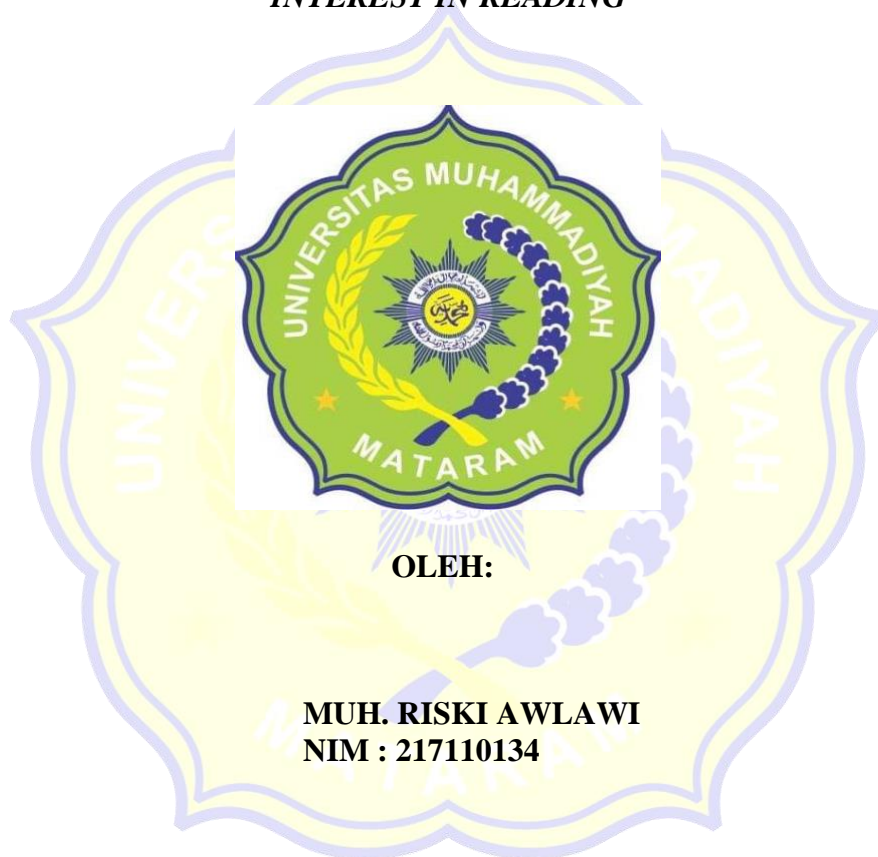 INTEREST IN READING
UNIVERSITAS MUHAMMADIYAH
MATARAM
OLEH:
MUH. RISKI AWLAWI
NIM : 217110134